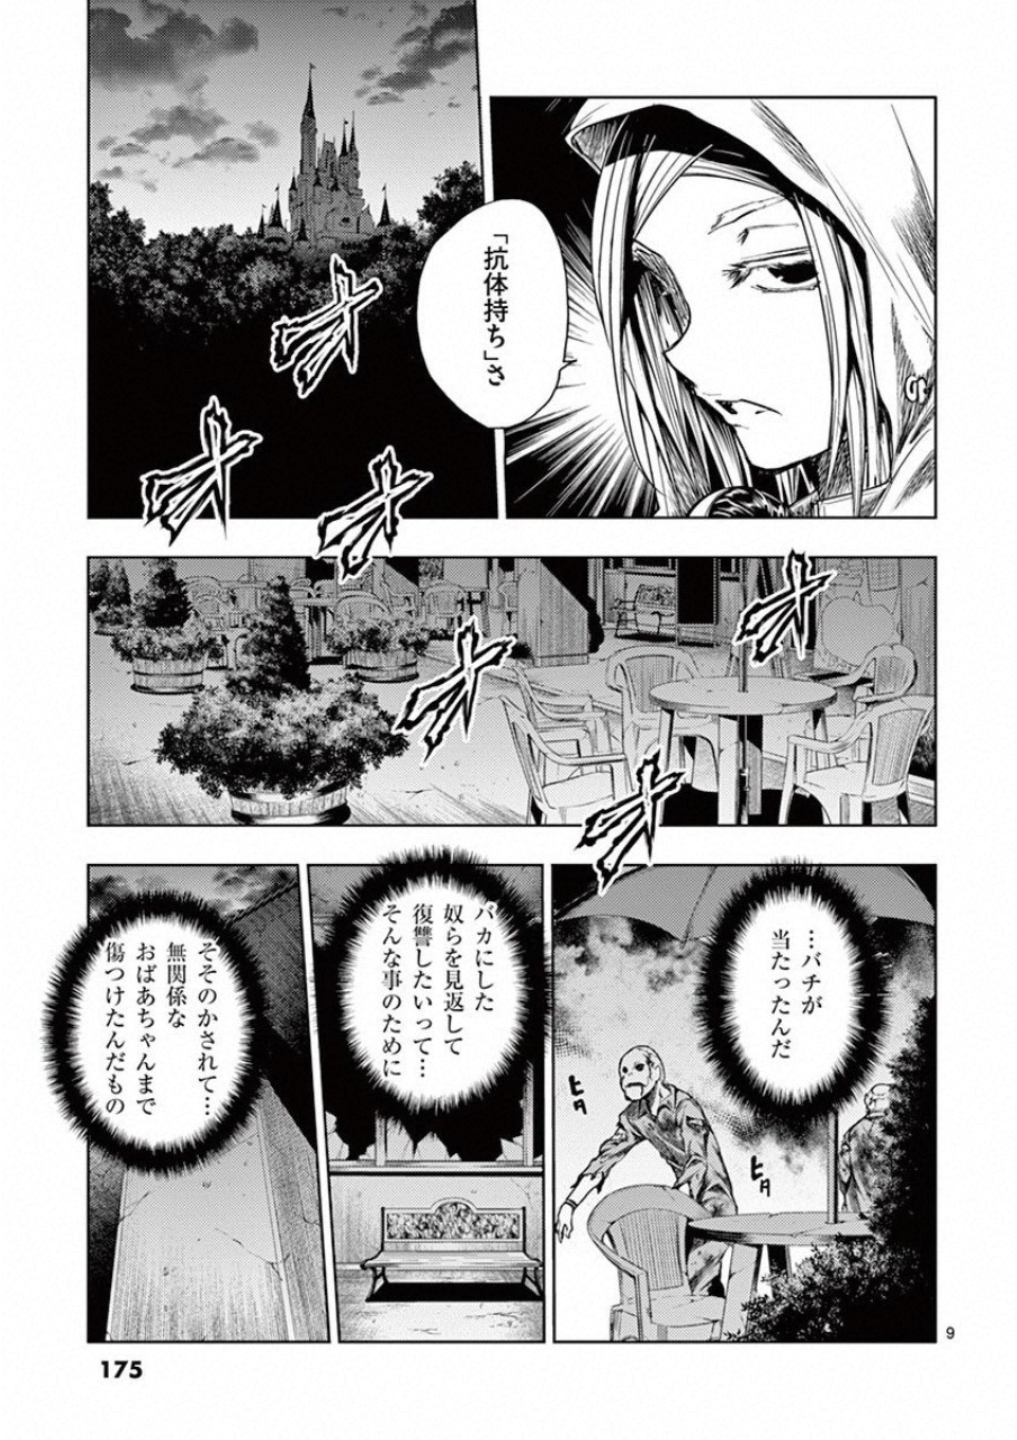 「抗体持ち」さ
オ
オ
オ
オ
オ
オ
…バチが
当たったんだ
ヒタ
ヒタ
バカにした
奴らを見返して
復讐したいって…
そんな事のために
そそのかされて…
無関係な
おばあちゃんまで
傷つけたんだもの
9
175